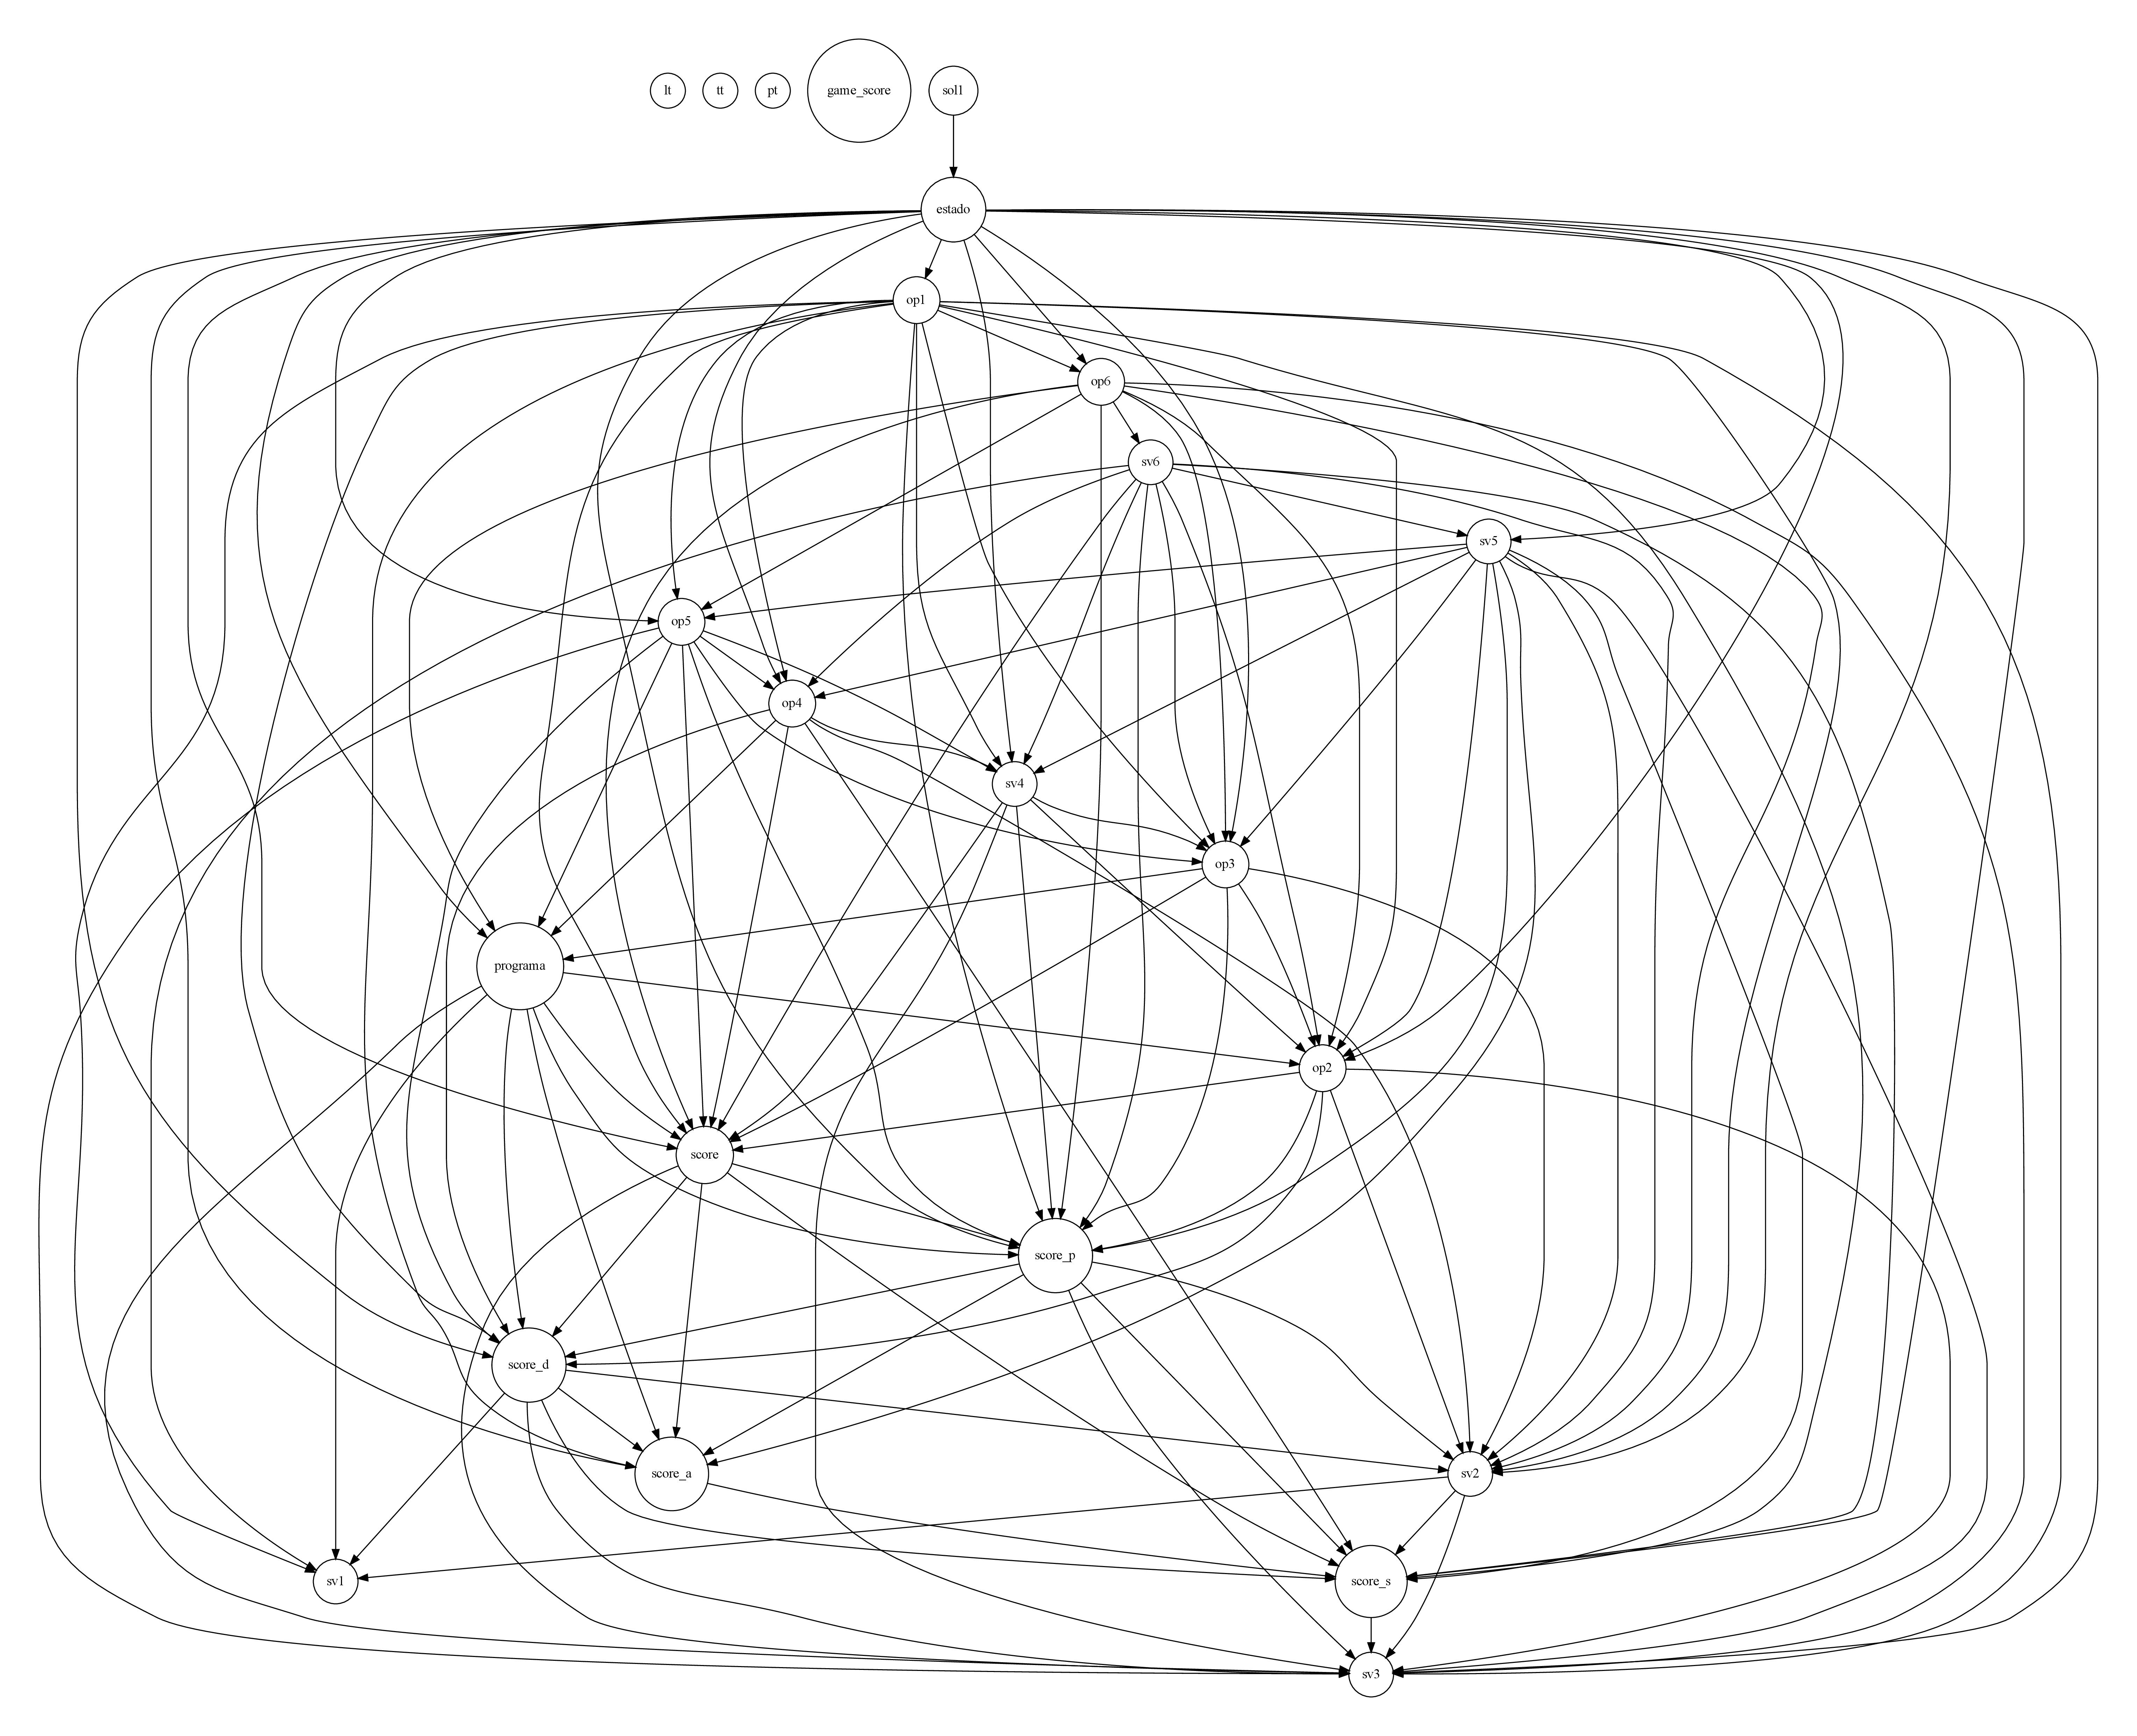 lt
tt
pt
game_score
sol1
estado
op1
op6
sv6
sv5
op5
op4
sv4
op3
programa
op2
score
score_p
score_d
score_a
sv2
sv1
score_s
sv3